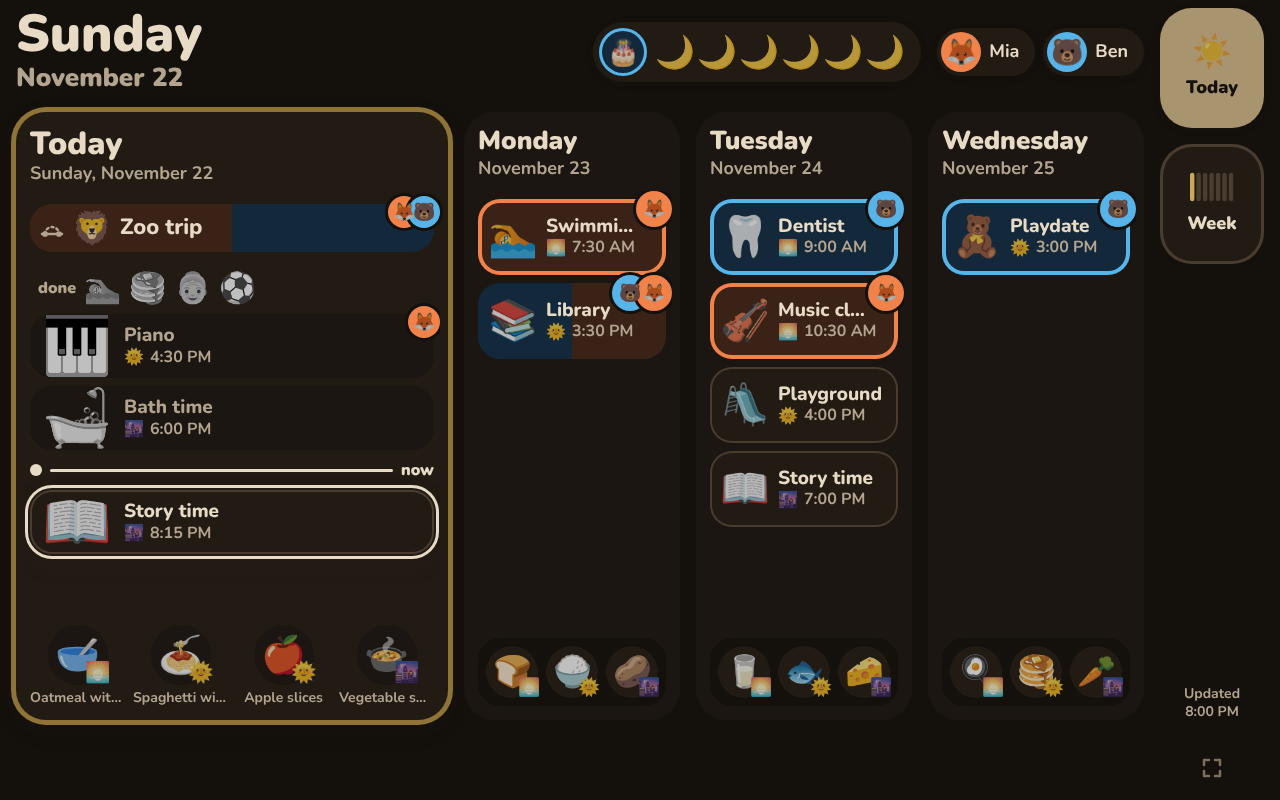 Sunday
November 22
Mia
Ben
Today
Week
Today
Sunday, November 22
Zoo trip
done
Piano
4:30 PM
Bath time
6:00 PM
now
Story time
8:15 PM
Oatmeal wit...
Spaghetti wi...
Apple slices
Vegetable s...
Monday
November 23
Swimmi...
7:30 AM
Library
3:30 PM
Tuesday
November 24
Dentist
9:00 AM
Music cl...
10:30 AM
Playground
4:00 PM
Story time
7:00 PM
Wednesday
November 25
Playdate
3:00 PM
Updated
8:00 PM